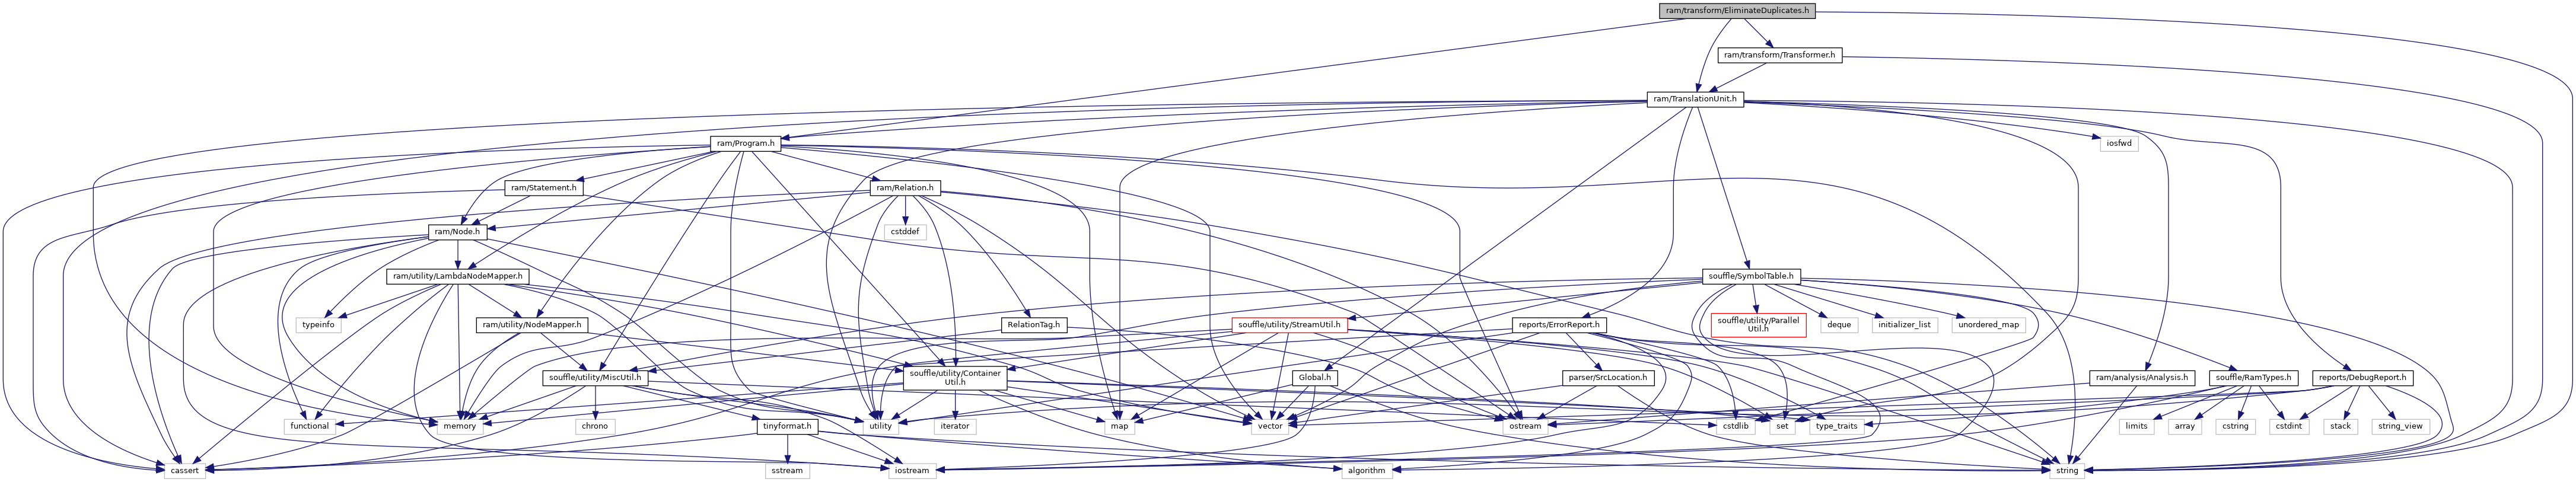 ram/transform/EliminateDuplicates.h
ram/transform/Transformer.h
ram/TranslationUnit.h
ram/Program.h
iosfwd
ram/Statement.h
ram/Relation.h
ram/Node.h
cstddef
ram/utility/LambdaNodeMapper.h
souffle/SymbolTable.h
typeinfo
ram/utility/NodeMapper.h
RelationTag.h
souffle/utility/StreamUtil.h
reports/ErrorReport.h
souffle/utility/Parallel
Util.h
deque
initializer_list
unordered_map
souffle/utility/MiscUtil.h
souffle/utility/Container
Util.h
Global.h
parser/SrcLocation.h
ram/analysis/Analysis.h
souffle/RamTypes.h
reports/DebugReport.h
functional
memory
chrono
tinyformat.h
utility
iterator
map
vector
ostream
cstdlib
set
type_traits
limits
array
cstring
cstdint
stack
string_view
cassert
sstream
iostream
algorithm
string